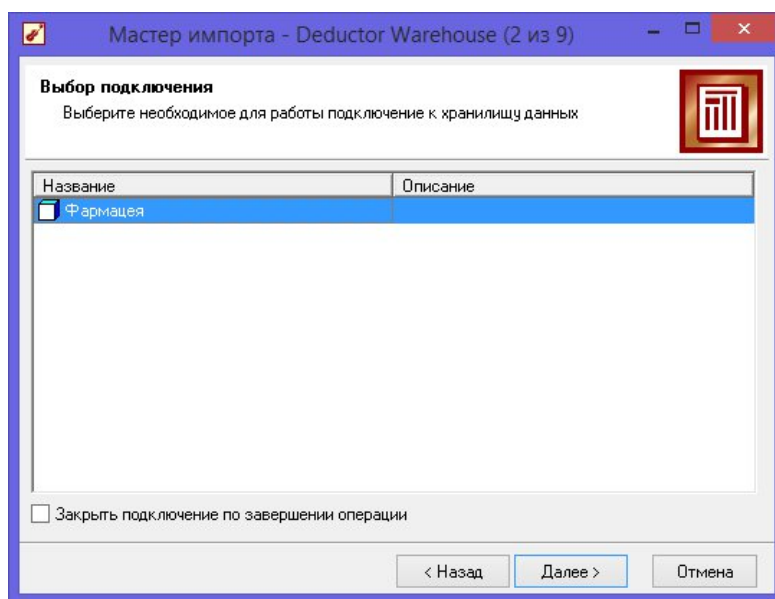 Мастер импорта - Deductor Warehouse (2 из 9)
Выбор подключения
Выберите необходимое для работы подключение к хранилищу данных
Название Описание
Фармацея
Закрыть подключение по завершении операции
< Назад Далее > Отмена